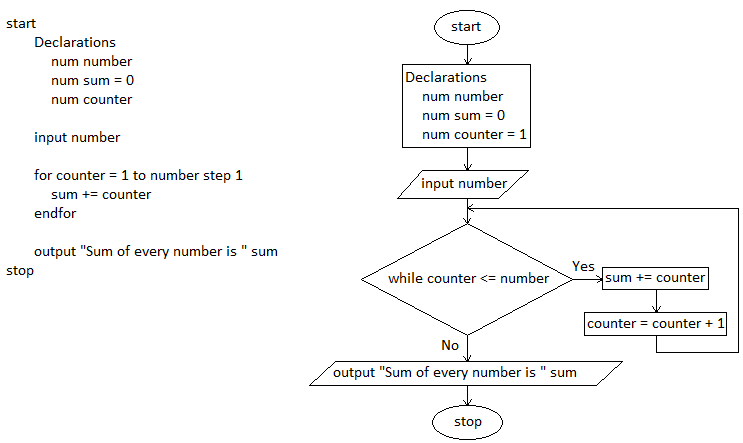 start
Declarations
num number
num sum = 0
num counter
input number
for counter = 1 to number step 1
sum += counter
endfor
output "Sum of every number is " sum
stop
start
Declarations
num number
num sum = 0
num counter = 1
input number
while counter <= number
Yes
sum += counter
counter = counter + 1
No
output "Sum of every number is " sum
stop